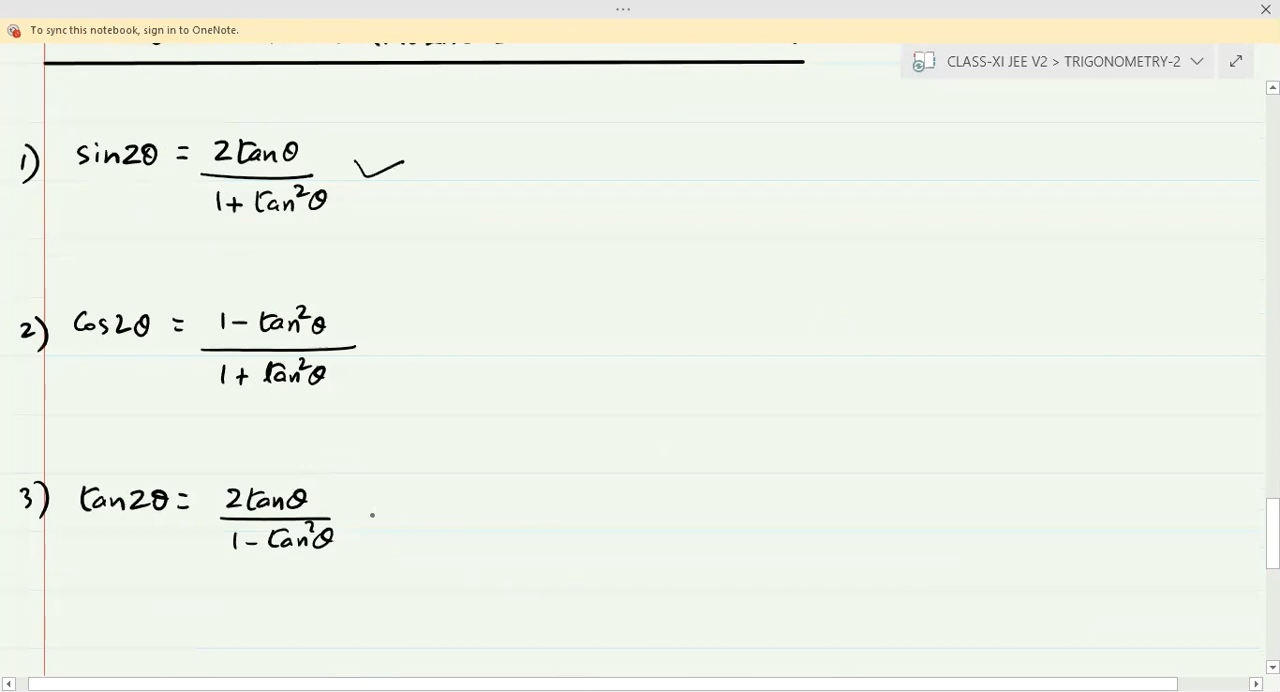 To sync this notebook, sign in to OneNote.
CLASS-XI JEE V2 > TRIGONOMETRY-2
1) sin2θ = 2tanθ / 1 + tan²θ
2) Cos2θ = 1 - tan²θ / 1 + tan²θ
3) tan2θ = 2tanθ / 1 - tan²θ